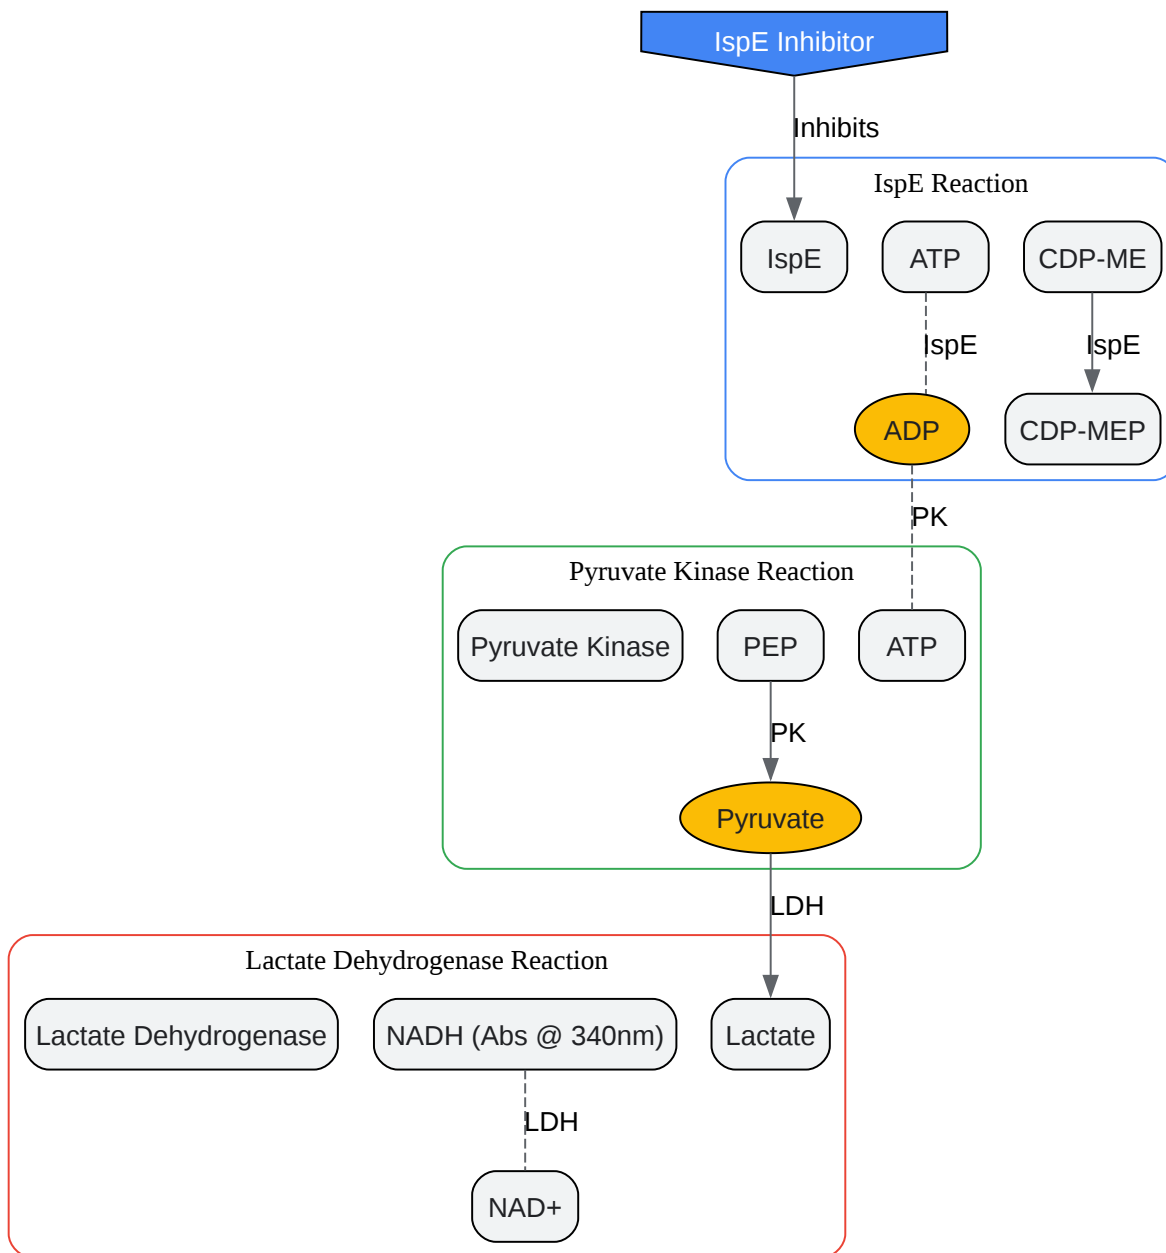 IspE Inhibitor
Inhibits
IspE Reaction
IspE
ATP
CDP-ME
IspE
IspE
ADP
CDP-MEP
PK
Pyruvate Kinase Reaction
Pyruvate Kinase
PEP
ATP
PK
Pyruvate
LDH
Lactate Dehydrogenase Reaction
Lactate Dehydrogenase
NADH (Abs @ 340nm)
Lactate
LDH
NAD+